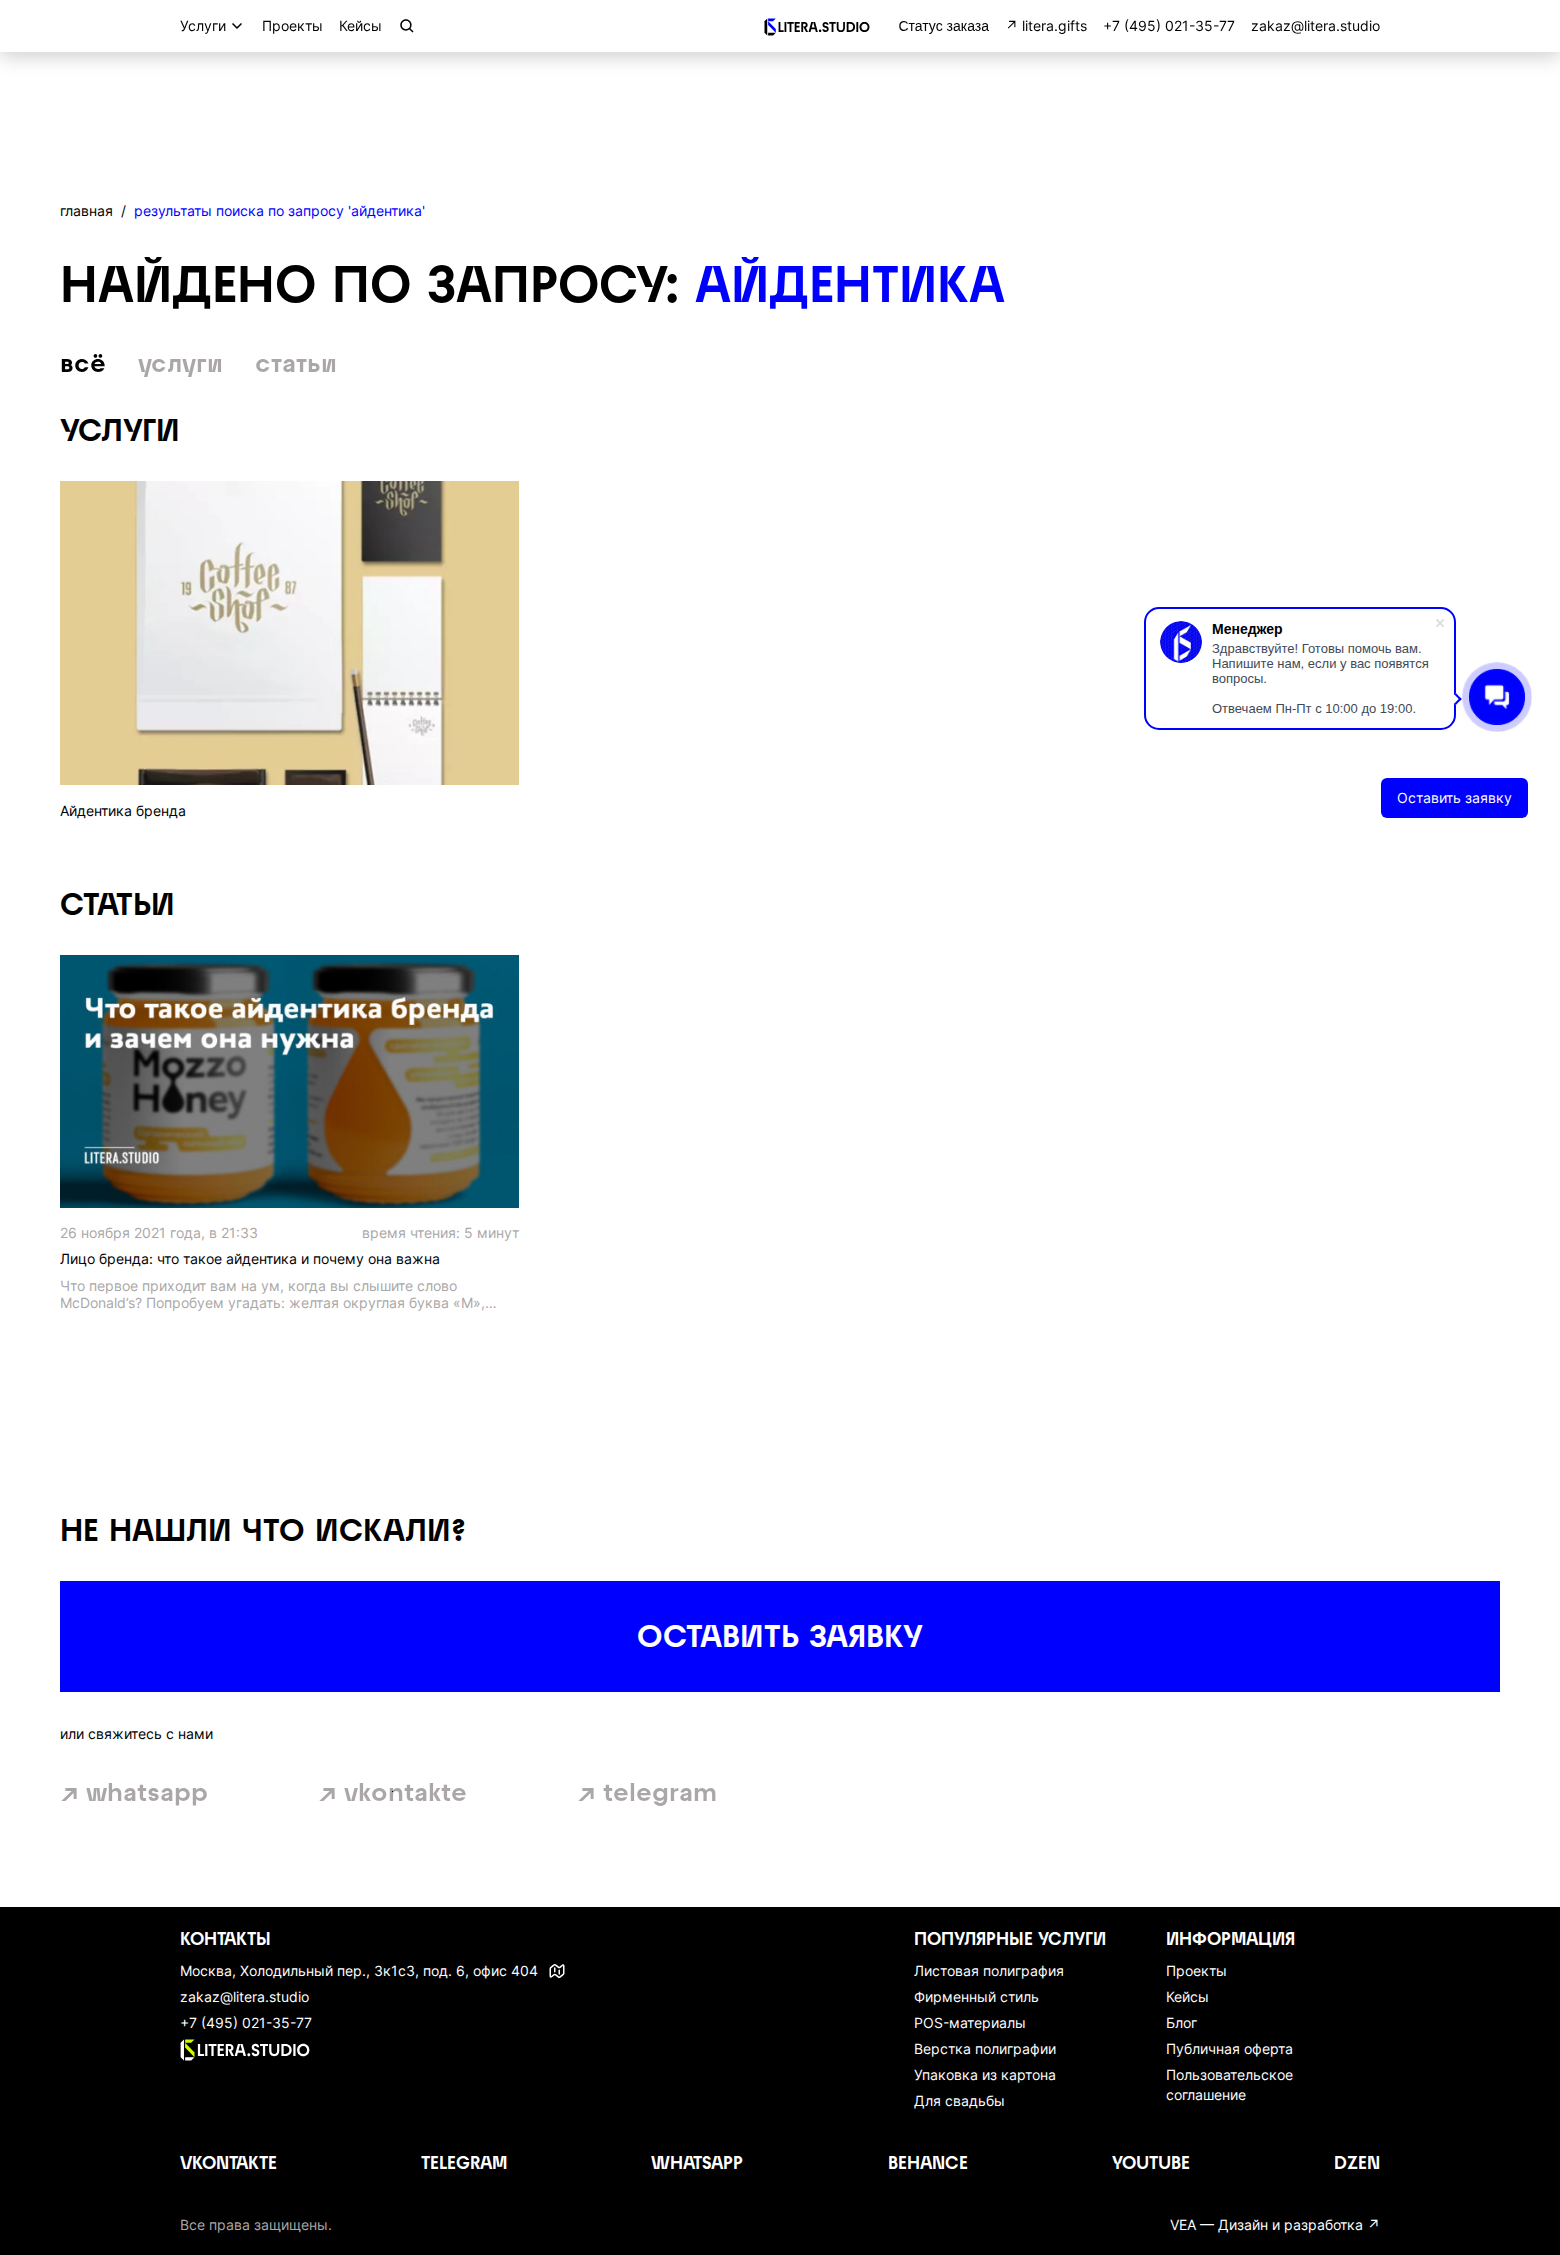 Услуги Проекты Кейсы LITERA.STUDIO Статус заказа ↗ litera.gifts +7 (495) 021-35-77 zakaz@litera.studio
главная / результаты поиска по запросу 'айдентика'
НАЙДЕНО ПО ЗАПРОСУ: АЙДЕНТИКА
всё услуги статьи
УСЛУГИ
Coffee Shop
19 Coffee 87
Shop
Айдентика бренда
Менеджер
Здравствуйте! Готовы помочь вам.
Напишите нам, если у вас появятся
вопросы.
Отвечаем Пн-Пт с 10:00 до 19:00.
Оставить заявку
СТАТЬИ
Что такое айдентика бренда
и зачем она нужна
Mozzo
Honey
LITERA.STUDIO
26 ноября 2021 года, в 21:33 время чтения: 5 минут
Лицо бренда: что такое айдентика и почему она важна
Что первое приходит вам на ум, когда вы слышите слово
McDonald's? Попробуем угадать: желтая округлая буква «М»,...
НЕ НАШЛИ ЧТО ИСКАЛИ?
ОСТАВИТЬ ЗАЯВКУ
или свяжитесь с нами
↗ whatsapp ↗ vkontakte ↗ telegram
КОНТАКТЫ
Москва, Холодильный пер., 3к1с3, под. 6, офис 404
zakaz@litera.studio
+7 (495) 021-35-77
LITERA.STUDIO
ПОПУЛЯРНЫЕ УСЛУГИ
Листовая полиграфия
Фирменный стиль
POS-материалы
Верстка полиграфии
Упаковка из картона
Для свадьбы
ИНФОРМАЦИЯ
Проекты
Кейсы
Блог
Публичная оферта
Пользовательское
соглашение
VKONTAKTE TELEGRAM WHATSAPP BEHANCE YOUTUBE DZEN
Все права защищены. VEA — Дизайн и разработка ↗